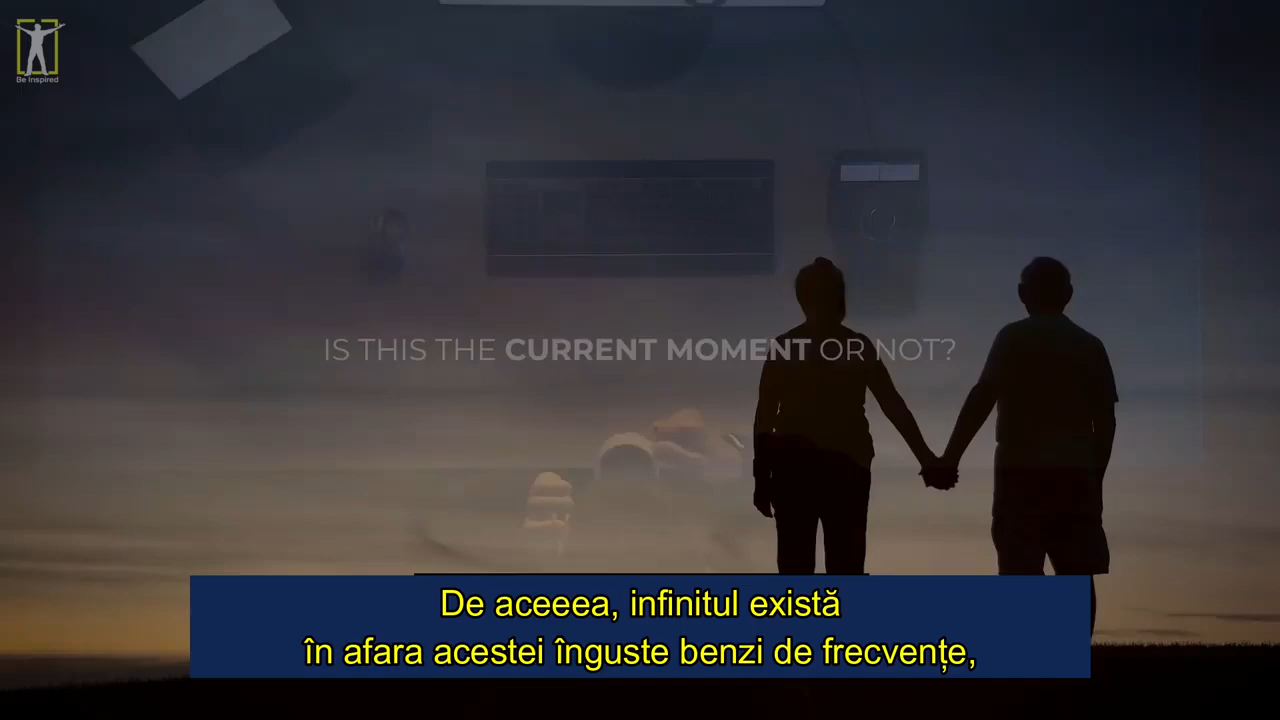 Be Inspired
IS THIS THE CURRENT MOMENT OR NOT?
De aceeea, infinitul există
în afara acestei înguste benzi de frecvențe,